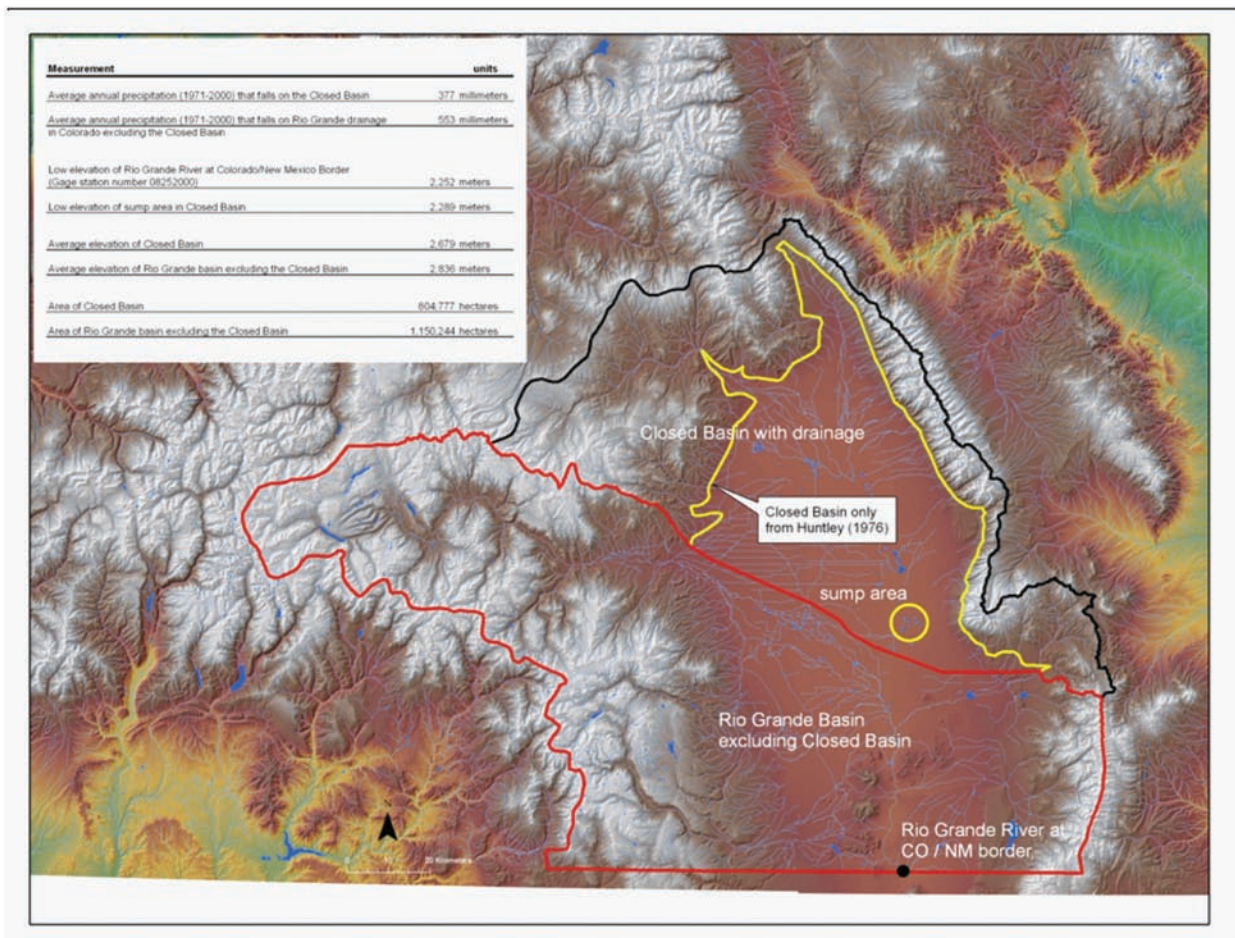 Measurement units
Average annual precipitation (1971-2000) that falls on the Closed Basin 377 millimeters
Average annual precipitation (1971-2000) that falls on Rio Grande drainage 553 millimeters
in Colorado excluding the Closed Basin
Low elevation of Rio Grande River at Colorado/New Mexico Border
(Gage station number 08252000) 2,252 meters
Low elevation of sump area in Closed Basin 2,289 meters
Average elevation of Closed Basin 2,679 meters
Average elevation of Rio Grande basin excluding the Closed Basin 2,836 meters
Area of Closed Basin 604,777 hectares
Area of Rio Grande basin excluding the Closed Basin 1,150,244 hectares
Closed Basin with drainage
Closed Basin only
from Huntley (1976)
sump area
Rio Grande Basin
excluding Closed Basin
Rio Grande River at
CO / NM border
0 10 20 Kilometers